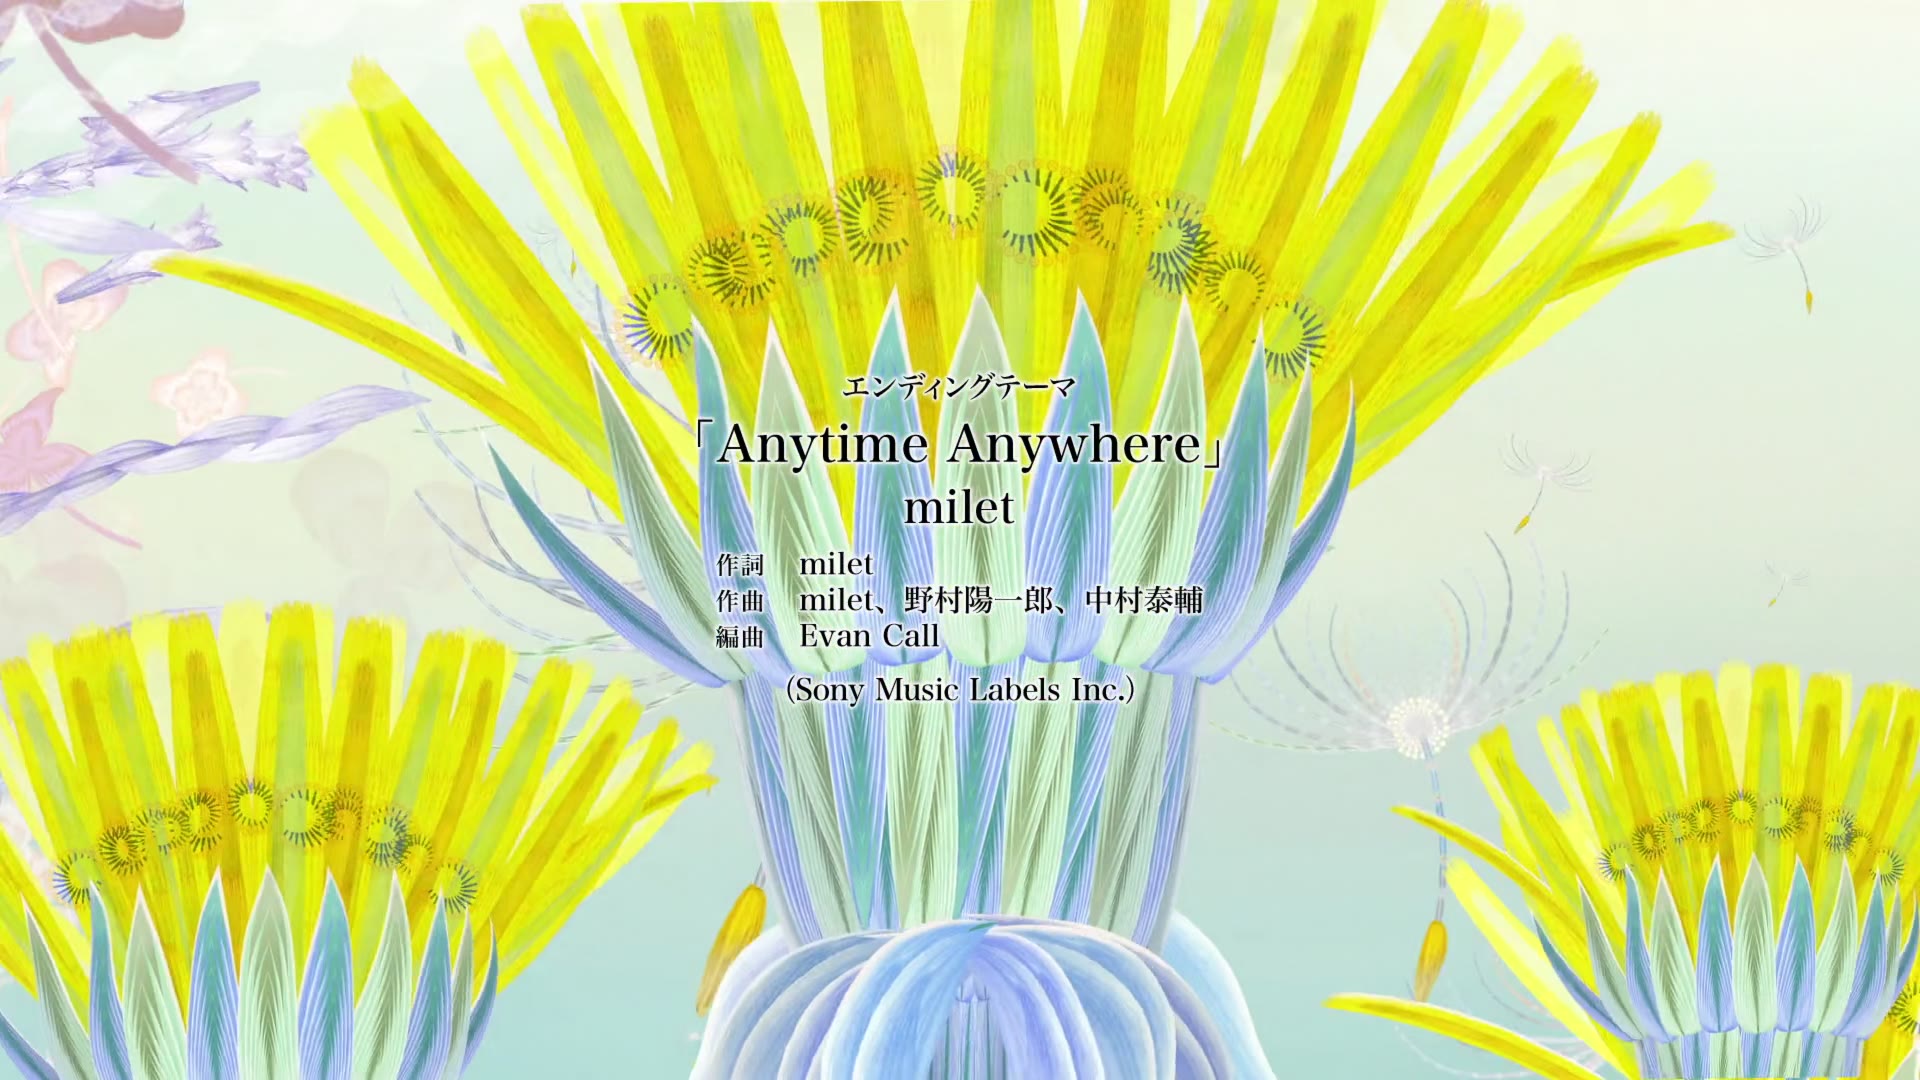 エンディングテーマ
「Anytime Anywhere」
milet
作詞 milet
作曲 milet、野村陽一郎、中村泰輔
編曲 Evan Call
（Sony Music Labels Inc.）